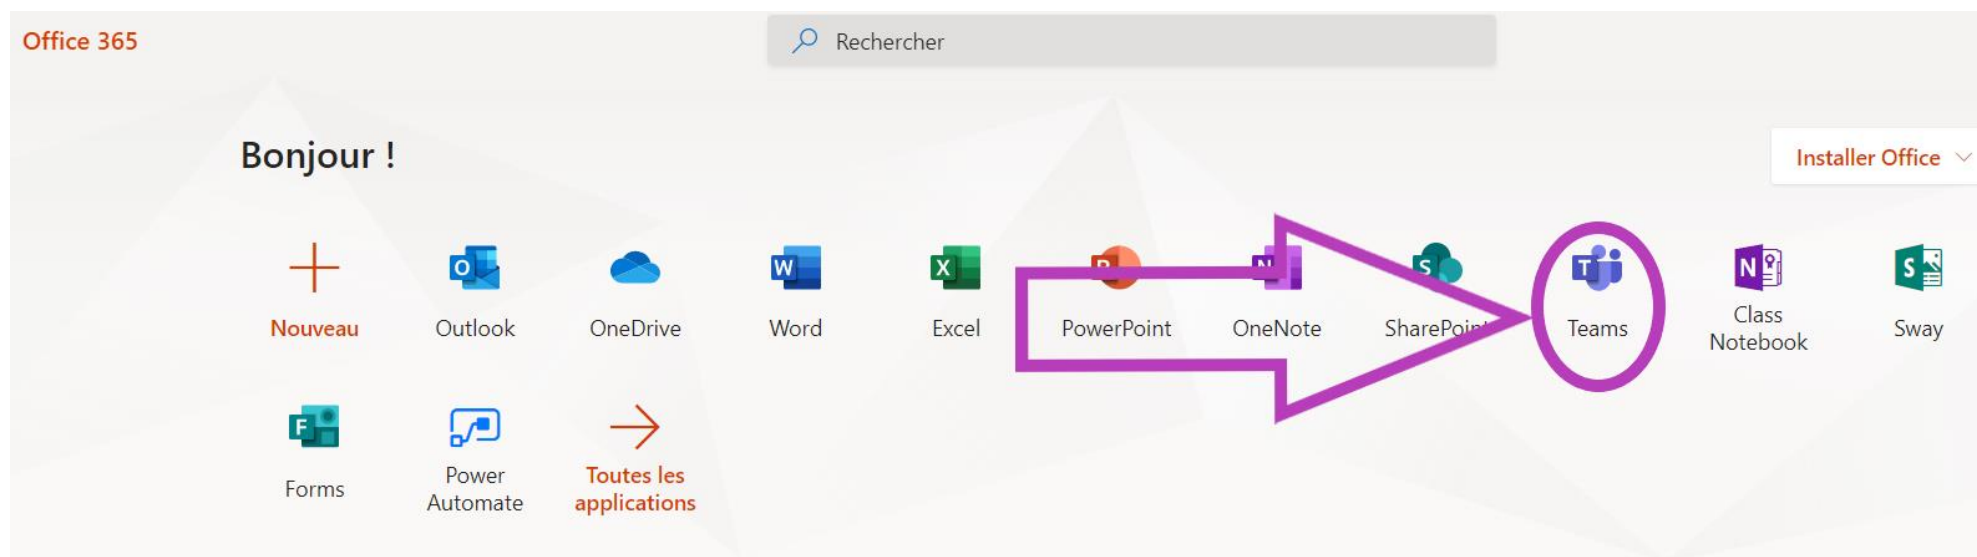 Office 365
Rechercher
Bonjour !
Installer Office
Nouveau
Outlook
OneDrive
Word
Excel
PowerPoint
OneNote
SharePoint
Teams
Class
Notebook
Sway
Forms
Power
Automate
Toutes les
applications